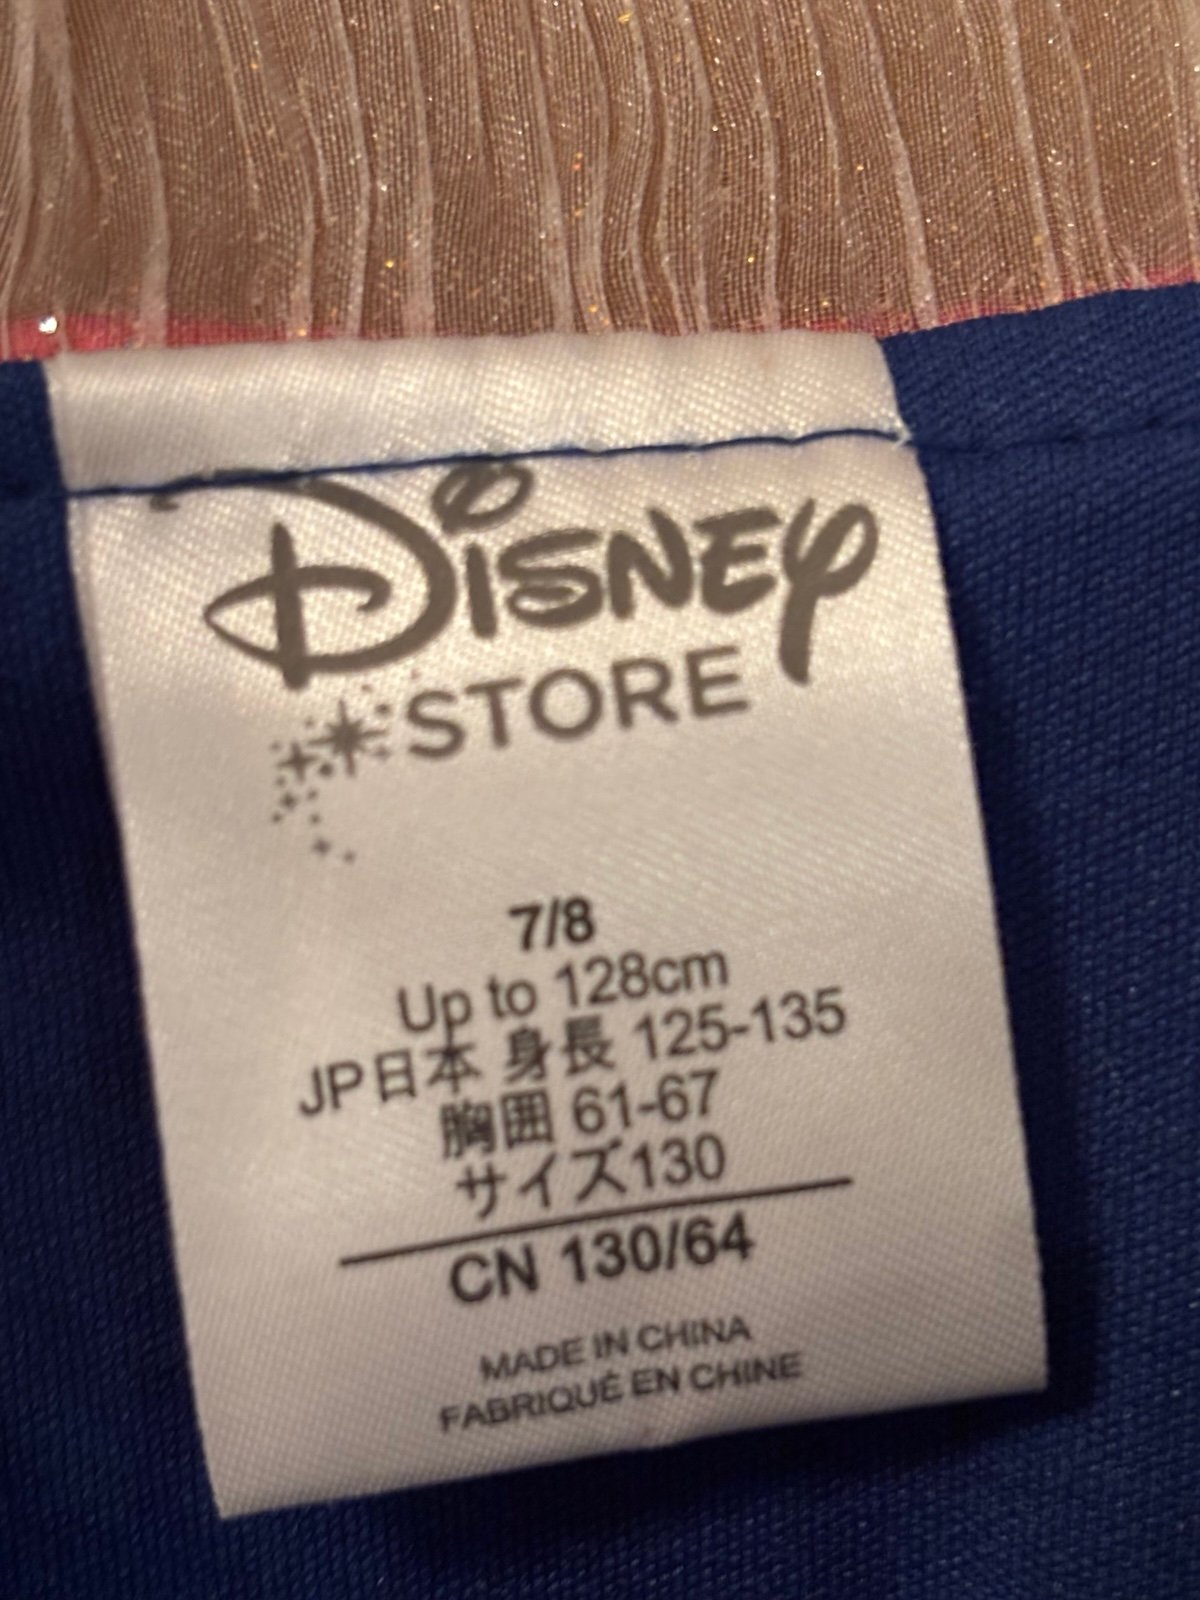 Disney
STORE
7/8
Up to 128cm
JP日本 身長 125-135
胸囲 61-67
サイズ130
CN 130/64
MADE IN CHINA
FABRIQUÉ EN CHINE